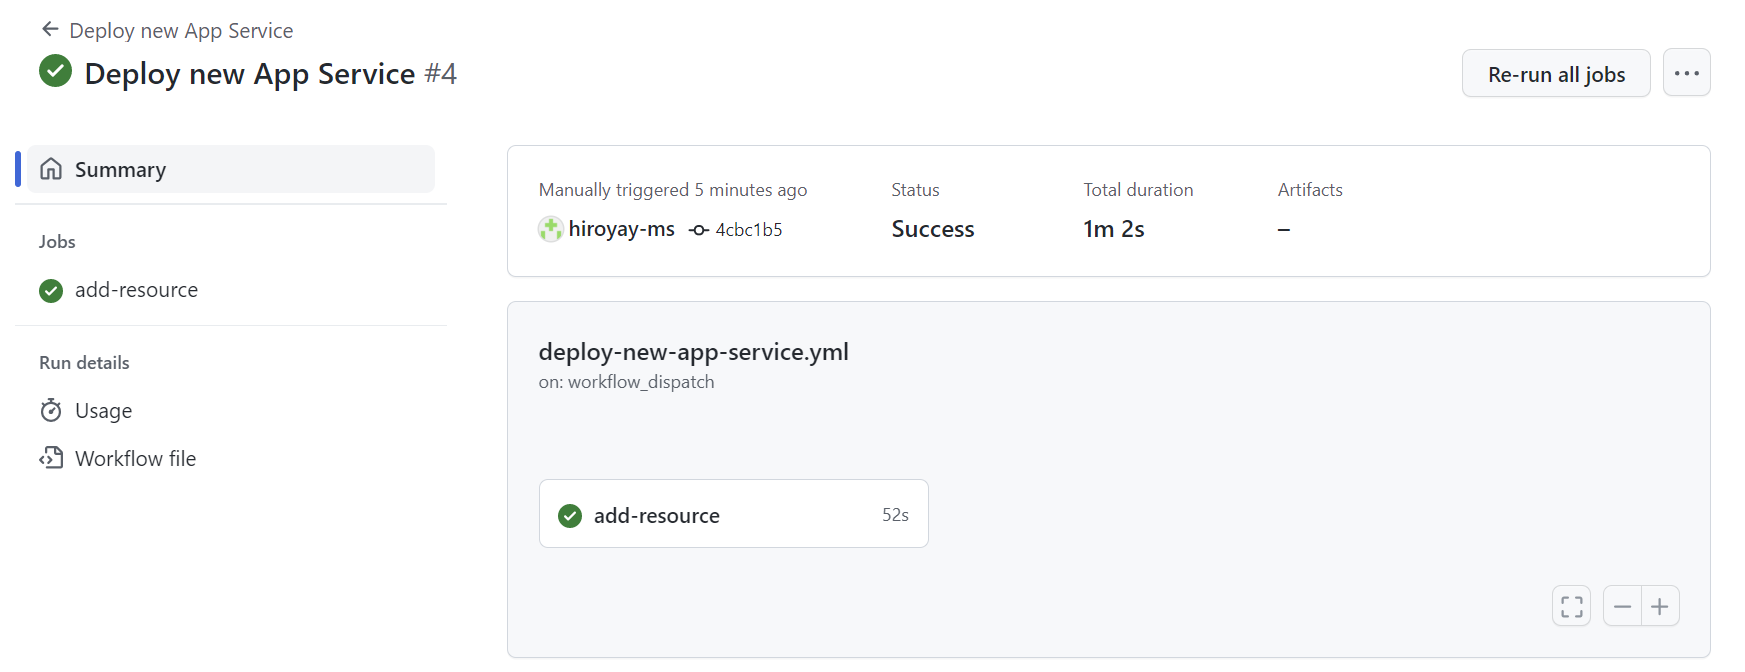 Deploy new App Service
Deploy new App Service #4
Re-run all jobs
Summary
Jobs
add-resource
Run details
Usage
Workflow file
Manually triggered 5 minutes ago
hiroyay-ms 4cbc1b5
Status
Success
Total duration
1m 2s
Artifacts
–
deploy-new-app-service.yml
on: workflow_dispatch
add-resource 52s